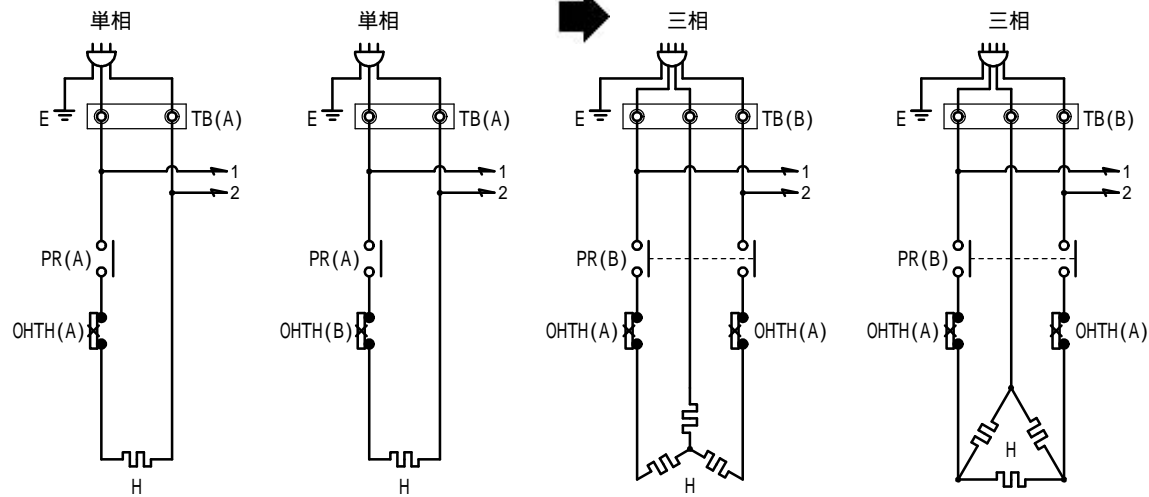 単相
E
TB(A)
1
2
PR(A)
OHTH(A)
H
単相
E
TB(A)
1
2
PR(A)
OHTH(B)
H
三相
E
TB(B)
1
2
PR(B)
OHTH(A)
OHTH(A)
H
三相
E
TB(B)
1
2
PR(B)
OHTH(A)
OHTH(A)
H